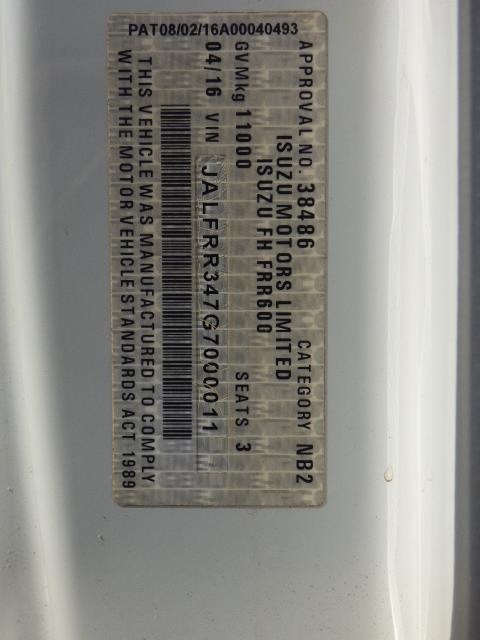 PAT08/02/16A00040493
APPROVAL NO. 38486 CATEGORY NB2
ISUZU MOTORS LIMITED
ISUZU FH FRR600
GVMkg 11000 SEATS 3
04/16 VIN JALFRR347G7000011
THIS VEHICLE WAS MANUFACTURED TO COMPLY
WITH THE MOTOR VEHICLE STANDARDS ACT 1989